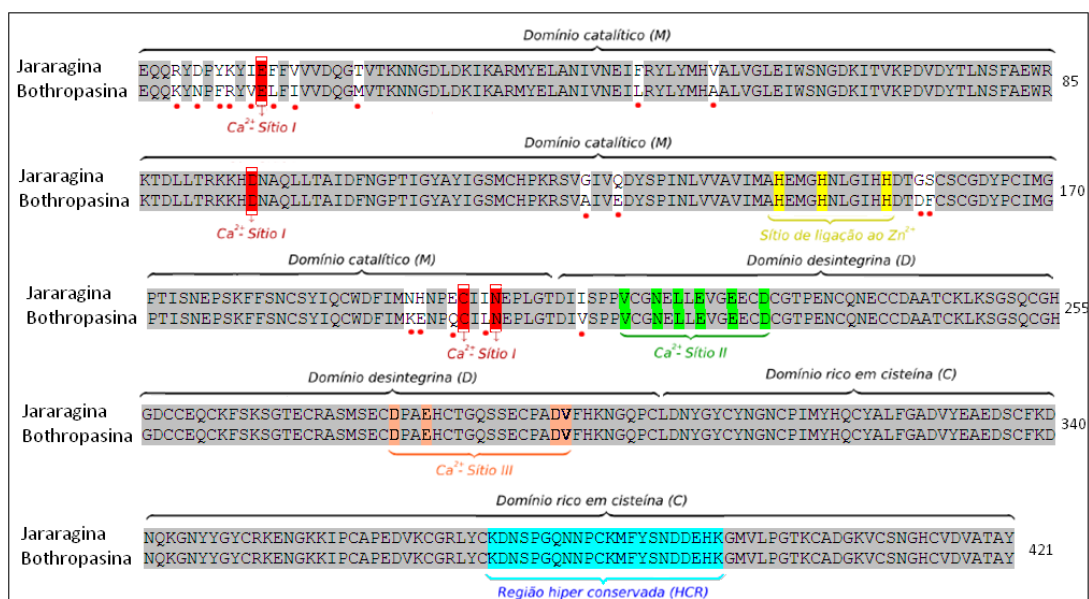 Domínio catalítico (M)
Jararagina EQQRYDPYKYIEFFVVVDQGTVTKNNGDLDKIKARMYELANIVNEIFRYLYMHVALVGLEIWSNGDKITVKPDVDYTLNSFAEWR
Bothropasina EQQKYNPFRYVELFIVVDQGMVTKNNGDLDKIKARMYELANIVNEILRYLYMHAALVGLEIWSNGDKITVKPDVDYTLNSFAEWR 85
Ca2+- Sítio I
Domínio catalítico (M)
Jararagina KTDLLTRKKHDNAQLLTAIDFNGPTIGYAYIGSMCHPKRSVGIVQDYSPINLVVAVIMAHEMGHNLGIHHDTGSCSCGDYPCIMG
Bothropasina KTDLLTRKKHDNAQLLTAIDFNGPTIGYAYIGSMCHPKRSVAIVEDYSPINLVVAVIMAHEMGHNLGIHHDTDFCSCGDYPCIMG 170
Ca2+- Sítio I Sítio de ligação ao Zn2+
Domínio catalítico (M) Domínio desintegrina (D)
Jararagina PTISNEPSKFFSNCSYIQCWDFIMNHNPECIINEPLGTDIISPPVCGNELLEVGEECDCGTPENCQNECCDAATCKLKSGSQCGH
Bothropasina PTISNEPSKFFSNCSYIQCWDFIMKENPQCILNEPLGTDIVSPPVCGNELLEVGEECDCGTPENCQNECCDAATCKLKSGSQCGH 255
Ca2+- Sítio I Ca2+- Sítio II
Domínio desintegrina (D) Domínio rico em cisteína (C)
Jararagina GDCCEQCKFSKSGTECRASMSECDPAEHCTGQSSECPADVFHKNGQPCLDNYGYCYNGNCPIMYHQCYALFGADVYEAEDSCFKD
Bothropasina GDCCEQCKFSKSGTECRASMSECDPAEHCTGQSSECPADVFHKNGQPCLDNYGYCYNGNCPIMYHQCYALFGADVYEAEDSCFKD 340
Ca2+- Sítio III
Domínio rico em cisteína (C)
Jararagina NQKGNYYGYCRKENGKKIPCAPEDVKCGRLYCKDNSPGQNNPCKMFYSNDDEHKGMVLPGTKCADGKVCSNGHCVDVATAY
Bothropasina NQKGNYYGYCRKENGKKIPCAPEDVKCGRLYCKDNSPGQNNPCKMFYSNDDEHKGMVLPGTKCADGKVCSNGHCVDVATAY 421
Região hiper conservada (HCR)